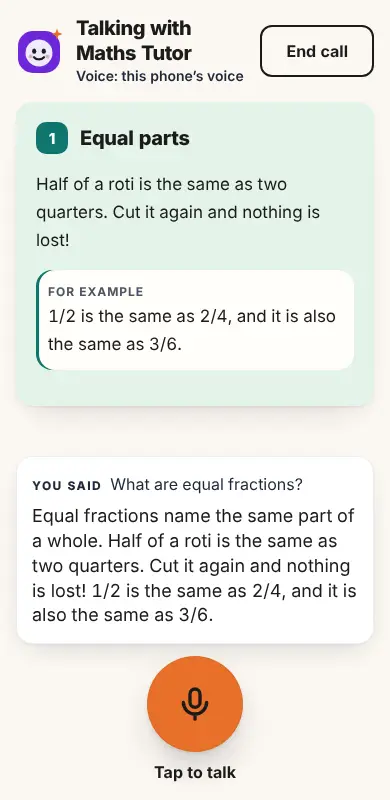 Talking with
Maths Tutor
Voice: this phone’s voice
End call
1 Equal parts
Half of a roti is the same as two
quarters. Cut it again and nothing is
lost!
FOR EXAMPLE
1/2 is the same as 2/4, and it is also
the same as 3/6.
YOU SAID What are equal fractions?
Equal fractions name the same part of
a whole. Half of a roti is the same as
two quarters. Cut it again and nothing
is lost! 1/2 is the same as 2/4, and it is
also the same as 3/6.
Tap to talk